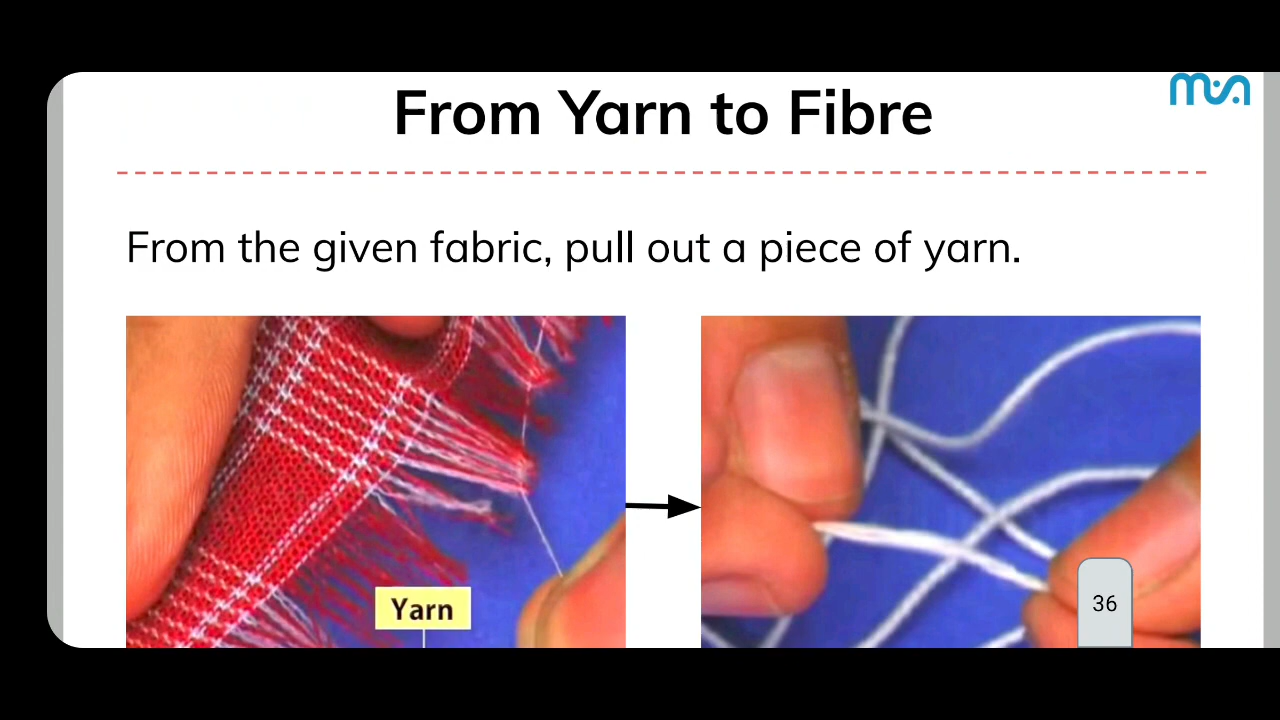 From Yarn to Fibre
From the given fabric, pull out a piece of yarn.
Yarn
36